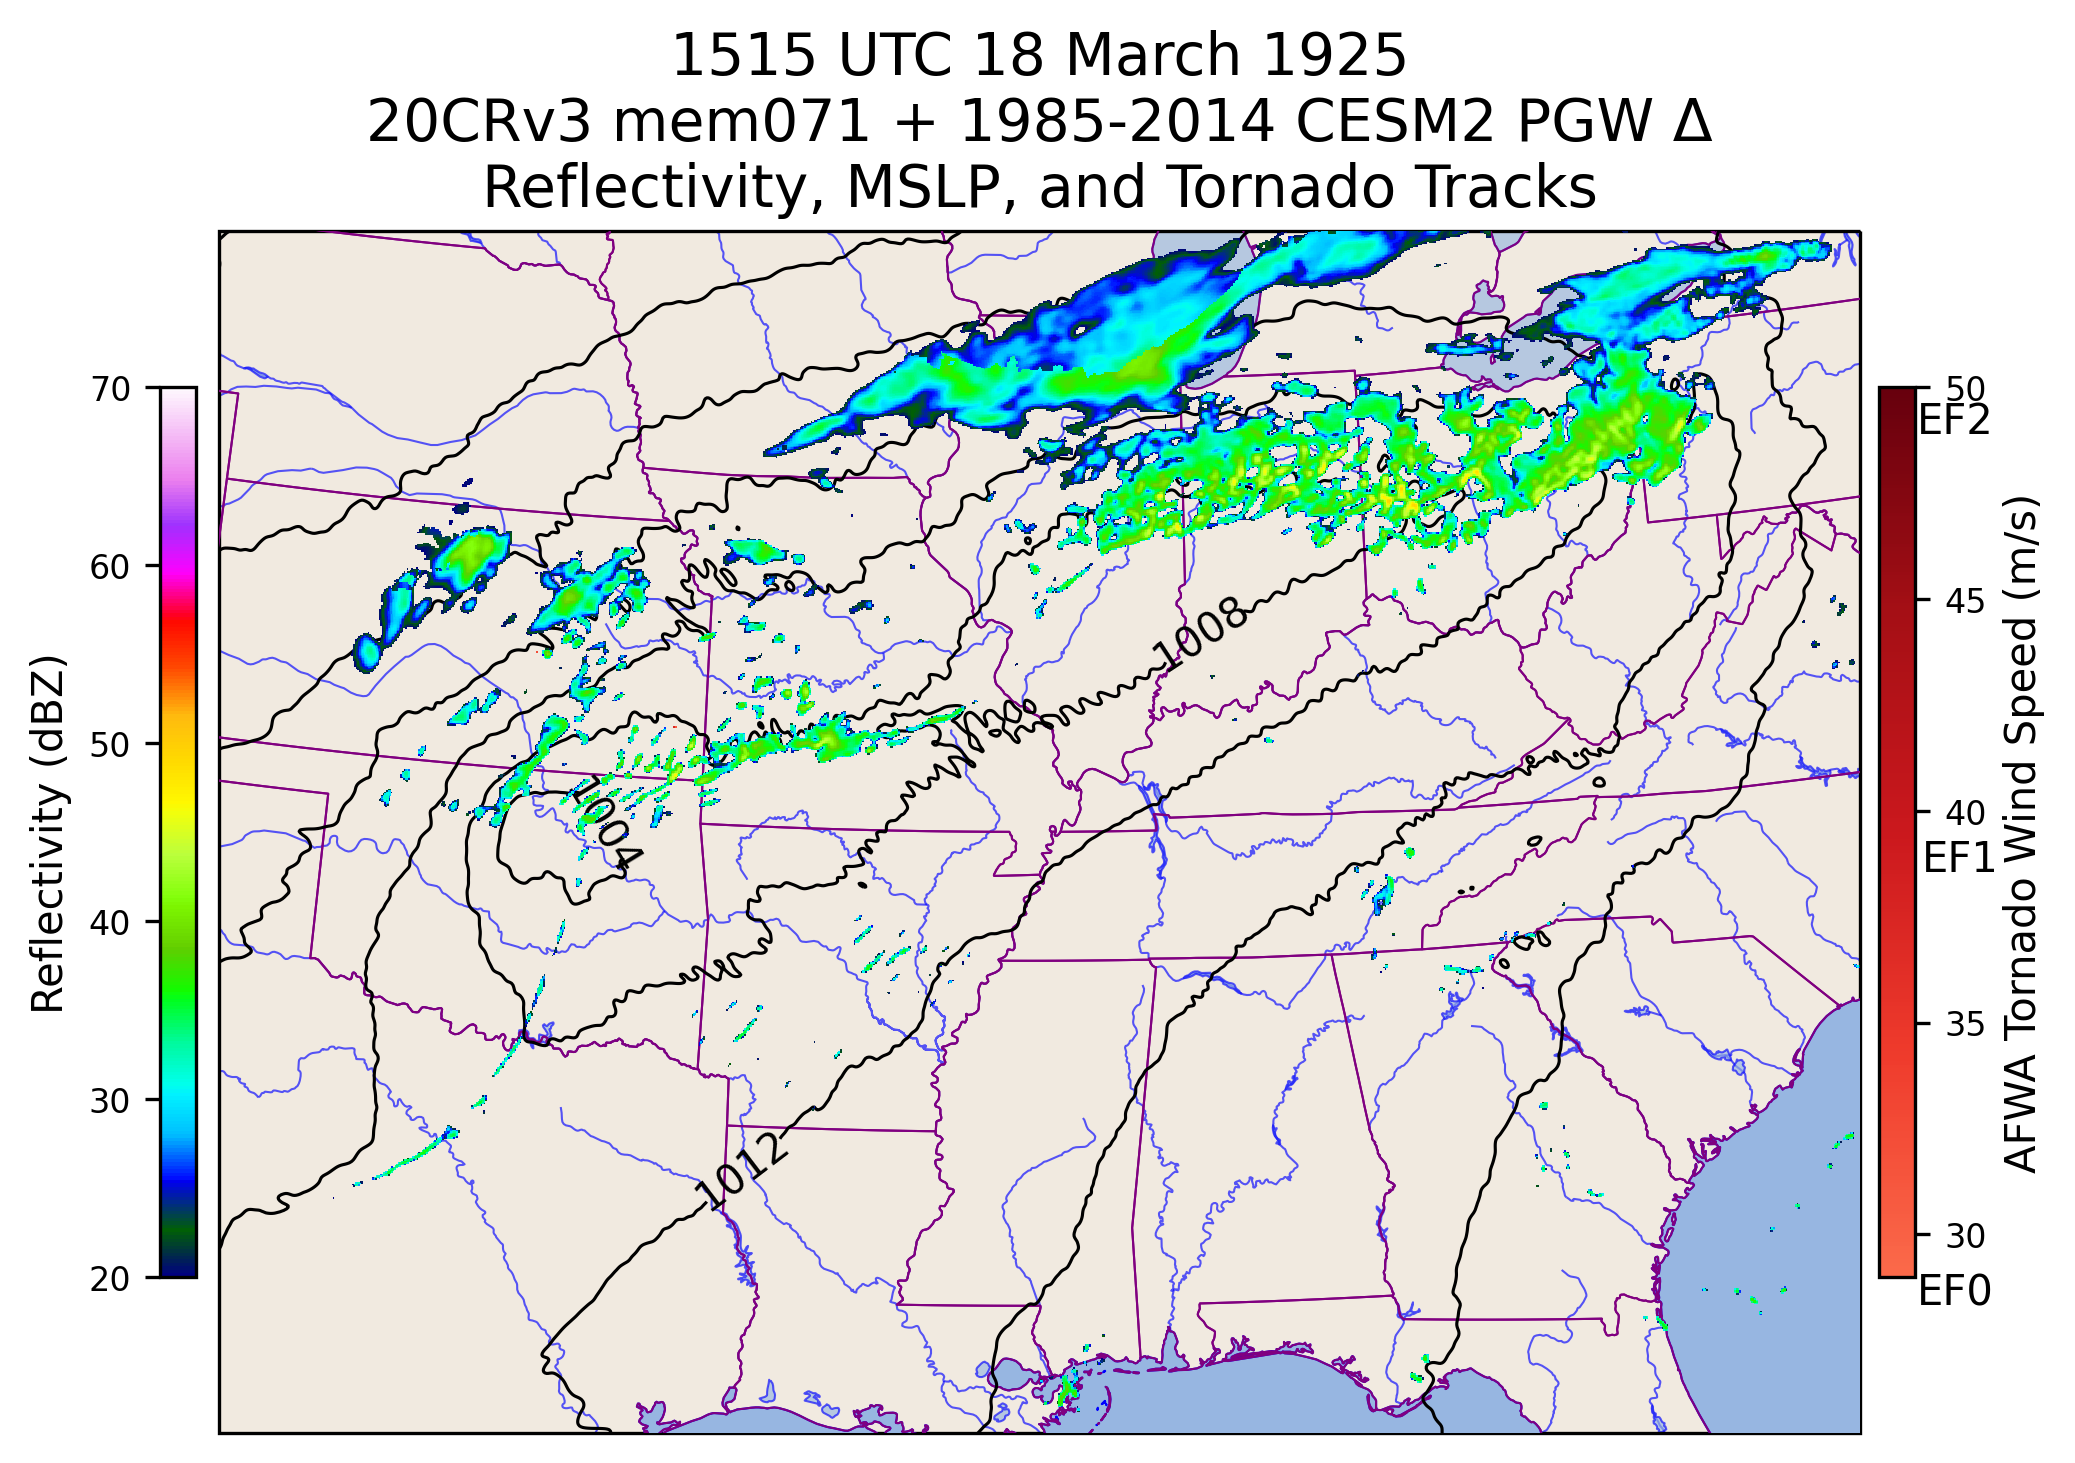 1515 UTC 18 March 1925
20CRv3 mem071 + 1985-2014 CESM2 PGW Δ
Reflectivity, MSLP, and Tornado Tracks
70
60
50
40
30
20
Reflectivity (dBZ)
1008
1004
1012
50
EF2
45
40
EF1
35
30
EF0
AFWA Tornado Wind Speed (m/s)